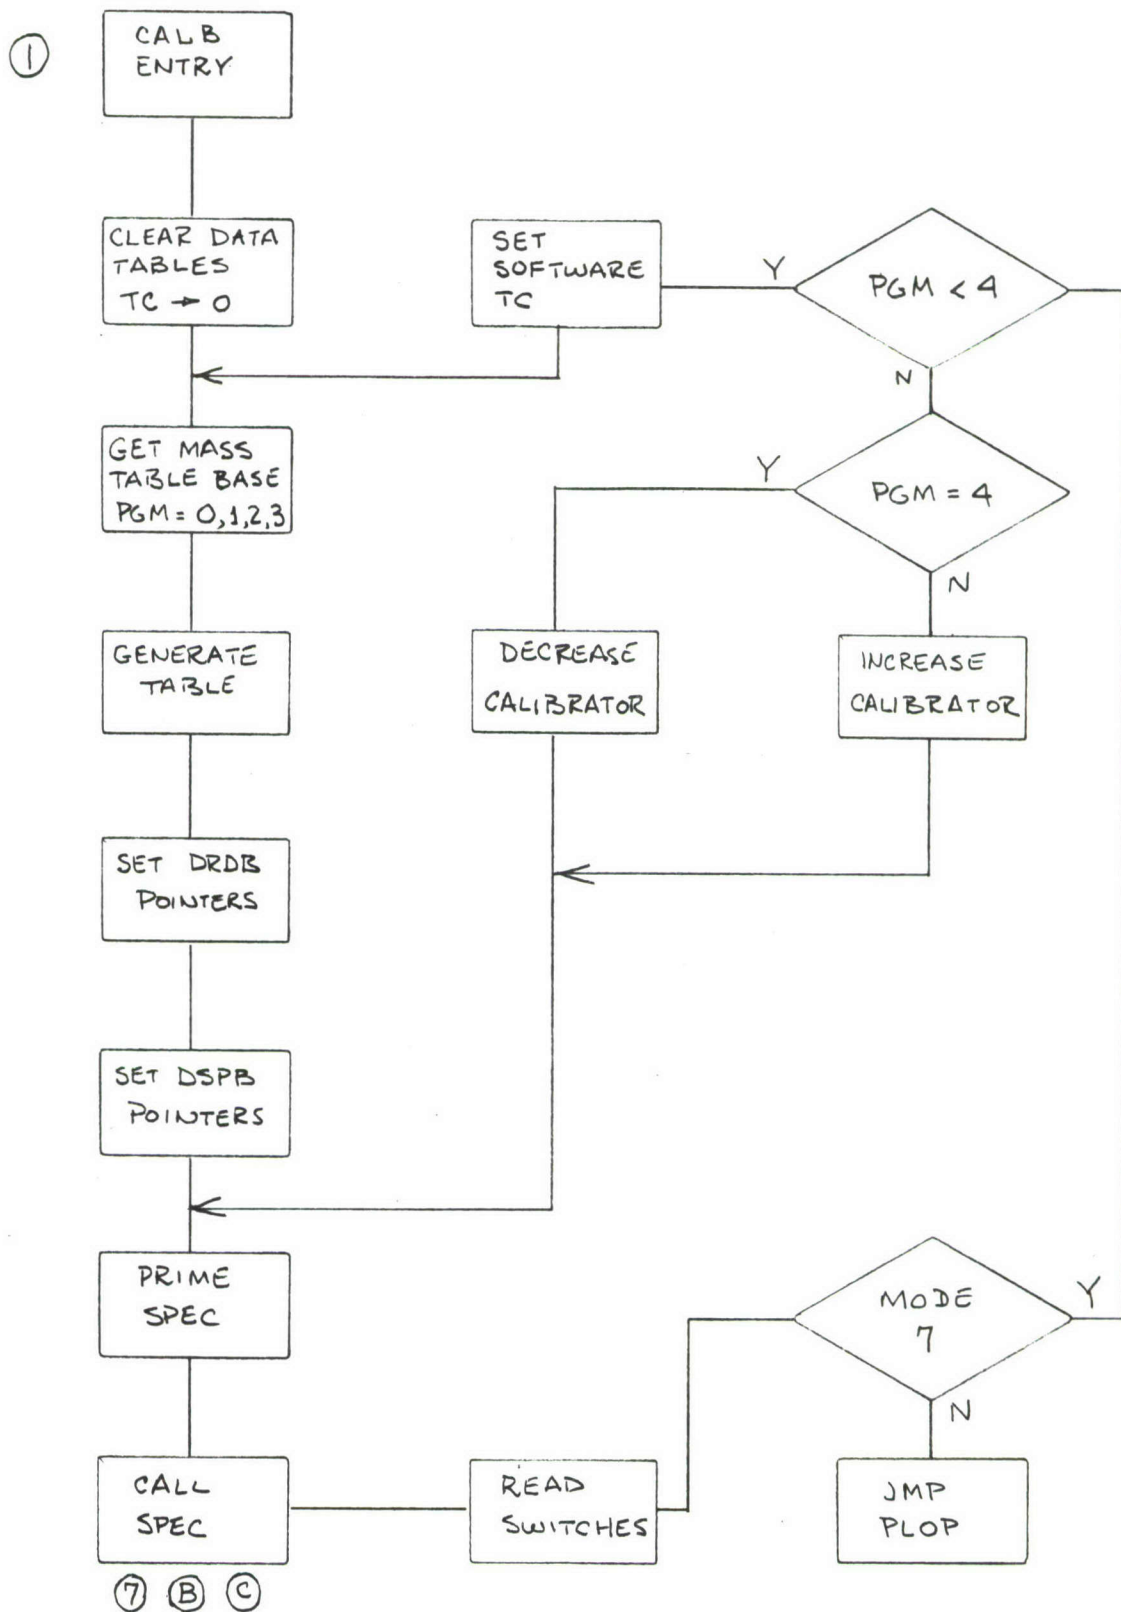 ①
CALB
ENTRY
CLEAR DATA
TABLES
TC → 0
SET
SOFTWARE
TC
Y
PGM < 4
N
GET MASS
TABLE BASE
PGM = 0,1,2,3
Y
PGM = 4
N
GENERATE
TABLE
DECREASE
CALIBRATOR
INCREASE
CALIBRATOR
SET DRDB
POINTERS
SET DSPB
POINTERS
PRIME
SPEC
MODE
7
Y
N
CALL
SPEC
READ
SWITCHES
JMP
PLOP
⑦ Ⓑ Ⓒ